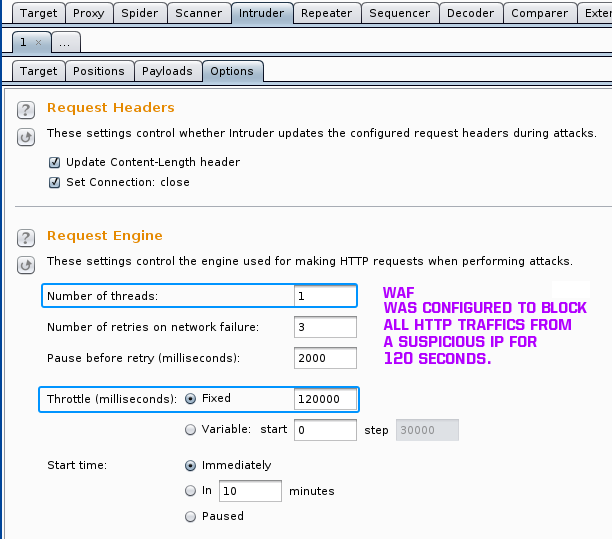 Target Proxy Spider Scanner Intruder Repeater Sequencer Decoder Comparer Exter
1 × ...
Target Positions Payloads Options
? Request Headers
These settings control whether Intruder updates the configured request headers during attacks.
Update Content-Length header
Set Connection: close
? Request Engine
These settings control the engine used for making HTTP requests when performing attacks.
Number of threads: 1
Number of retries on network failure: 3
Pause before retry (milliseconds): 2000
WAF
WAS CONFIGURED TO BLOCK
ALL HTTP TRAFFICS FROM
A SUSPICIOUS IP FOR
120 SECONDS.
Throttle (milliseconds): Fixed 120000
Variable: start 0 step 30000
Start time: Immediately
In 10 minutes
Paused